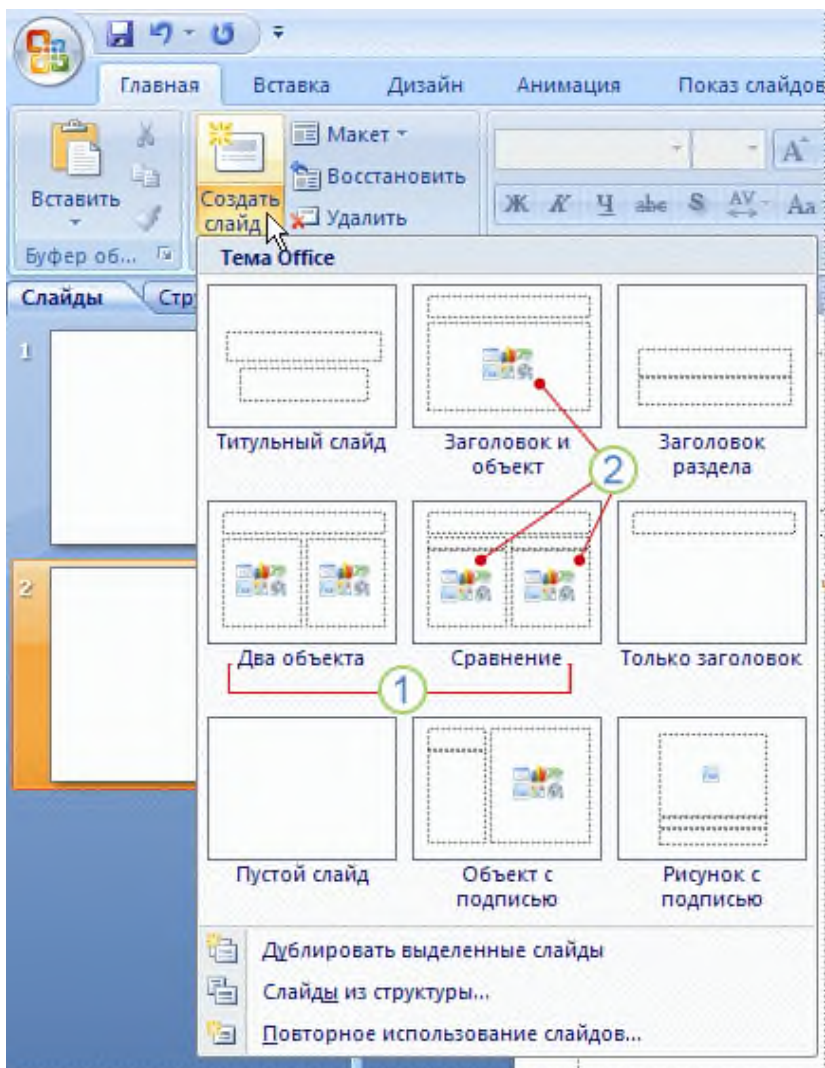 Главная Вставка Дизайн Анимация Показ слайдов
Вставить
Буфер об...
Создать слайд
Макет
Восстановить
Удалить
Ж К Ч abc S AV Aa A
Слайды Стр
Тема Office
1
2
Титульный слайд
Заголовок и
объект
Заголовок
раздела
2
Два объекта
Сравнение
Только заголовок
1
Пустой слайд
Объект с
подписью
Рисунок с
подписью
Дублировать выделенные слайды
Слайды из структуры...
Повторное использование слайдов...